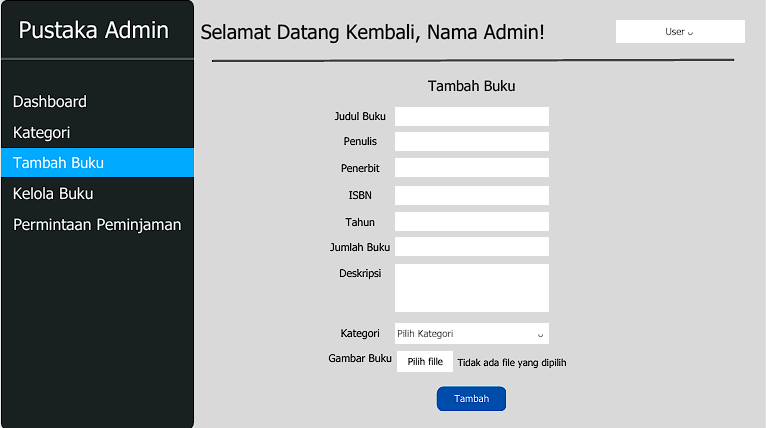 Pustaka Admin
Selamat Datang Kembali, Nama Admin!
User
Dashboard
Kategori
Tambah Buku
Kelola Buku
Permintaan Peminjaman
Tambah Buku
Judul Buku
Penulis
Penerbit
ISBN
Tahun
Jumlah Buku
Deskripsi
Kategori Pilih Kategori
Gambar Buku Pilih fille Tidak ada file yang dipilih
Tambah